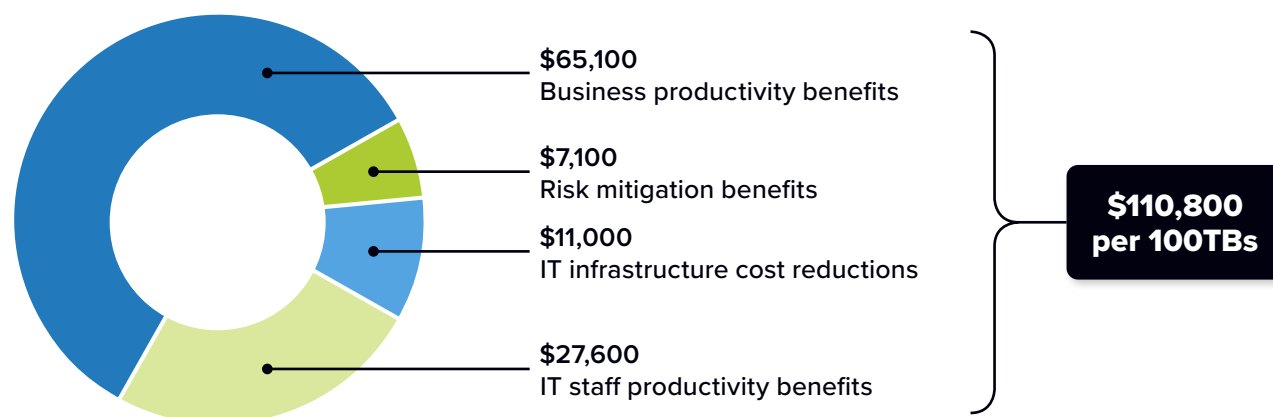 $65,100
Business productivity benefits
$7,100
Risk mitigation benefits
$11,000
IT infrastructure cost reductions
$27,600
IT staff productivity benefits
$110,800
per 100TBs